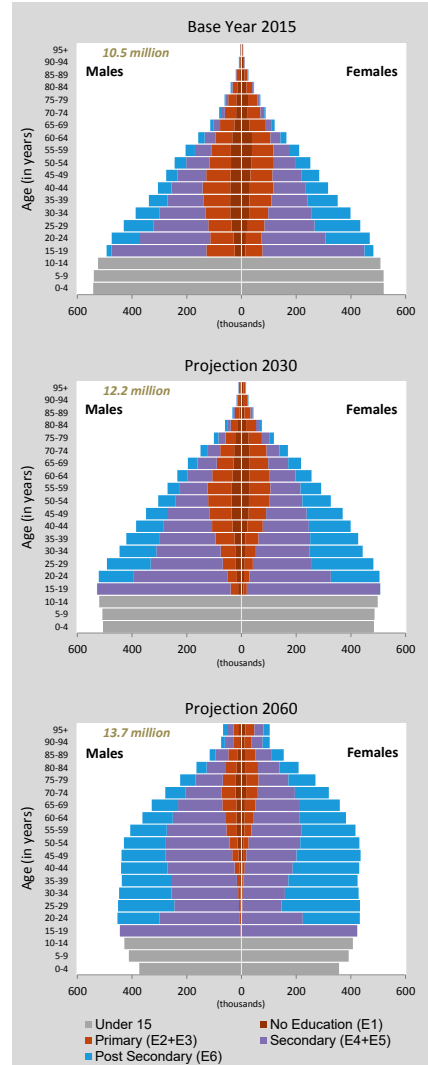 Base Year 2015
10.5 million
Males
Females
Age (in years)
95+
90-94
85-89
80-84
75-79
70-74
65-69
60-64
55-59
50-54
45-49
40-44
35-39
30-34
25-29
20-24
15-19
10-14
5-9
0-4
600 400 200 0 200 400 600
(thousands)
Projection 2030
12.2 million
Males
Females
Age (in years)
95+
90-94
85-89
80-84
75-79
70-74
65-69
60-64
55-59
50-54
45-49
40-44
35-39
30-34
25-29
20-24
15-19
10-14
5-9
0-4
600 400 200 0 200 400 600
(thousands)
Projection 2060
13.7 million
Males
Females
Age (in years)
95+
90-94
85-89
80-84
75-79
70-74
65-69
60-64
55-59
50-54
45-49
40-44
35-39
30-34
25-29
20-24
15-19
10-14
5-9
0-4
600 400 200 0 200 400 600
(thousands)
Under 15 No Education (E1)
Primary (E2+E3) Secondary (E4+E5)
Post Secondary (E6)